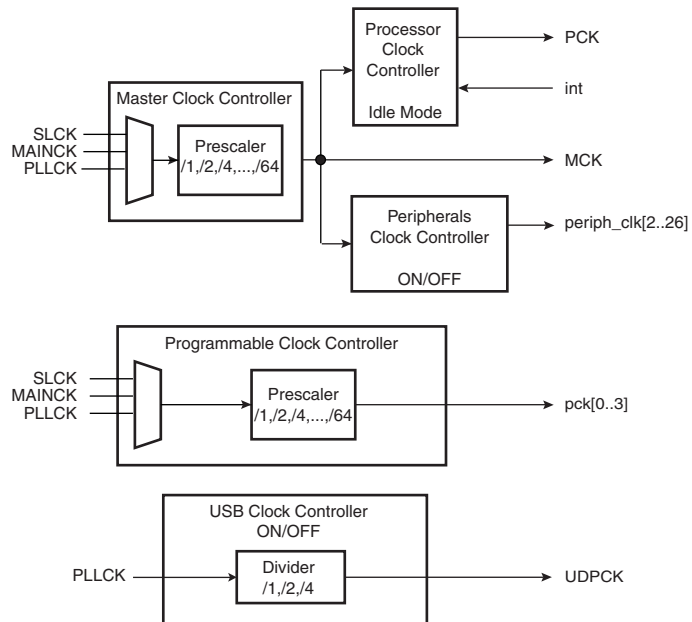 Processor
Clock
Controller
Idle Mode
PCK
int
Master Clock Controller
SLCK
MAINCK
PLLCK
Prescaler
/1,/2,/4,...,/64
MCK
Peripherals
Clock Controller
ON/OFF
periph_clk[2..26]
Programmable Clock Controller
SLCK
MAINCK
PLLCK
Prescaler
/1,/2,/4,...,/64
pck[0..3]
USB Clock Controller
ON/OFF
PLLCK
Divider
/1,/2,/4
UDPCK